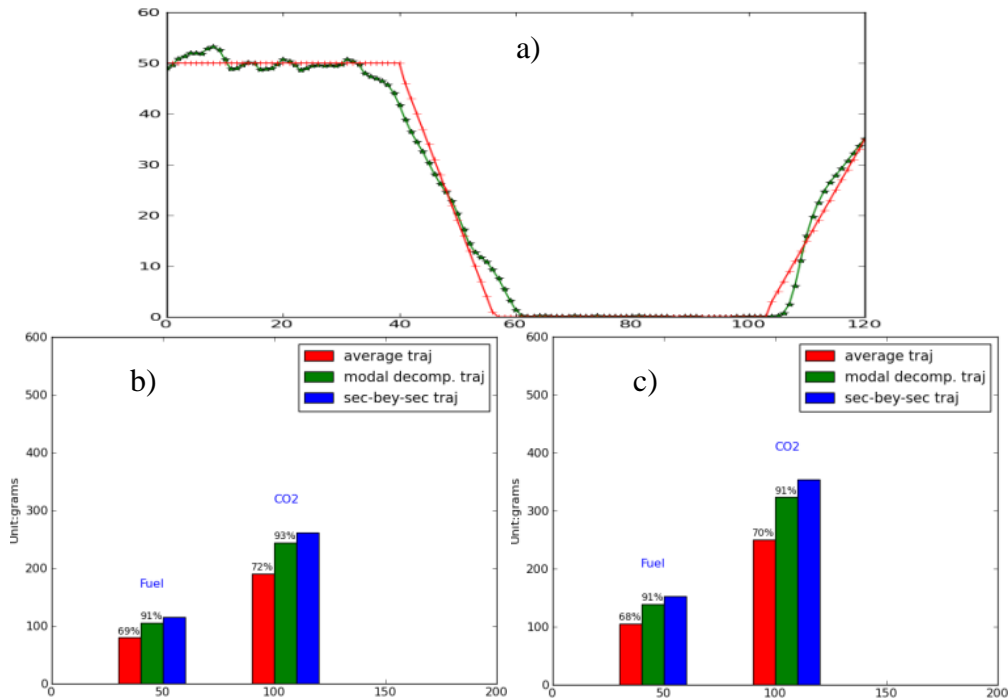 a)
60
50
40
30
20
10
0
0 20 40 60 80 100 120
b)
average traj
modal decomp. traj
sec-bey-sec traj
600
500
400
300
200
100
0
Unit:grams
CO2
93%
72%
Fuel
91%
69%
0 50 100 150 200
c)
average traj
modal decomp. traj
sec-bey-sec traj
600
500
400
300
200
100
0
Unit:grams
CO2
91%
70%
Fuel
91%
68%
0 50 100 150 200